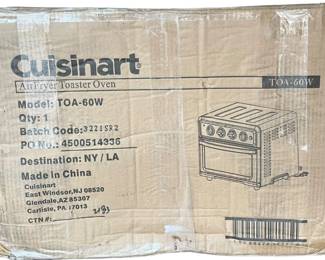 Cuisinart
AirFryer Toaster Oven
TOA-60W
Model: TOA-60W
Qty: 1
Batch Code:3221SR2
PO No.: 4500514336
Destination: NY / LA
Made in China
Cuisinart
East Windsor,NJ 08520
Glendale,AZ 85307
Carlisle, PA 17013
CTN #: